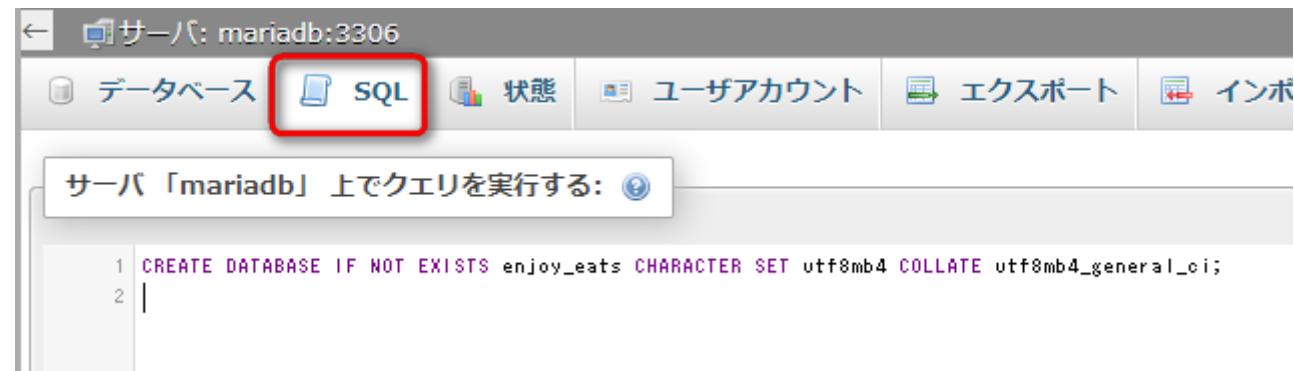 ← サーバ: mariadb:3306
データベース SQL 状態 ユーザアカウント エクスポート インポ
サーバ 「mariadb」 上でクエリを実行する:
1 CREATE DATABASE IF NOT EXISTS enjoy_eats CHARACTER SET utf8mb4 COLLATE utf8mb4_general_ci;
2